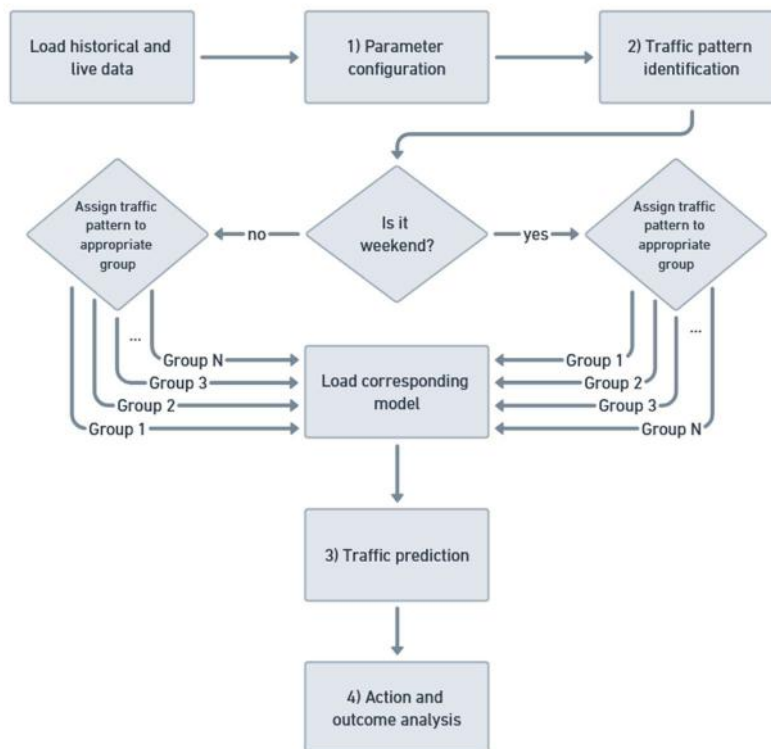 Load historical and
live data
1) Parameter
configuration
2) Traffic pattern
identification
Assign traffic
pattern to
appropriate
group
no
Is it
weekend?
yes
Assign traffic
pattern to
appropriate
group
...
Group N
Group 3
Group 2
Group 1
Load corresponding
model
...
Group 1
Group 2
Group 3
Group N
3) Traffic prediction
4) Action and
outcome analysis